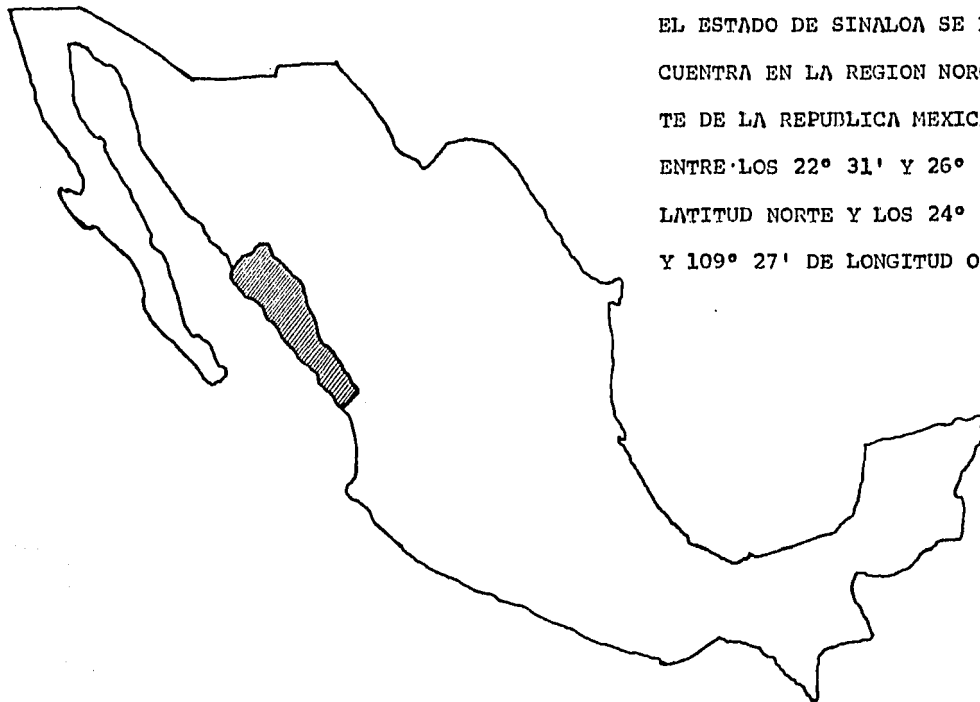 EL ESTADO DE SINALOA SE
CUENTRA EN LA REGION NOR
TE DE LA REPUBLICA MEXIC
ENTRE LOS 22° 31' Y 26°
LATITUD NORTE Y LOS 24°
Y 109° 27' DE LONGITUD O